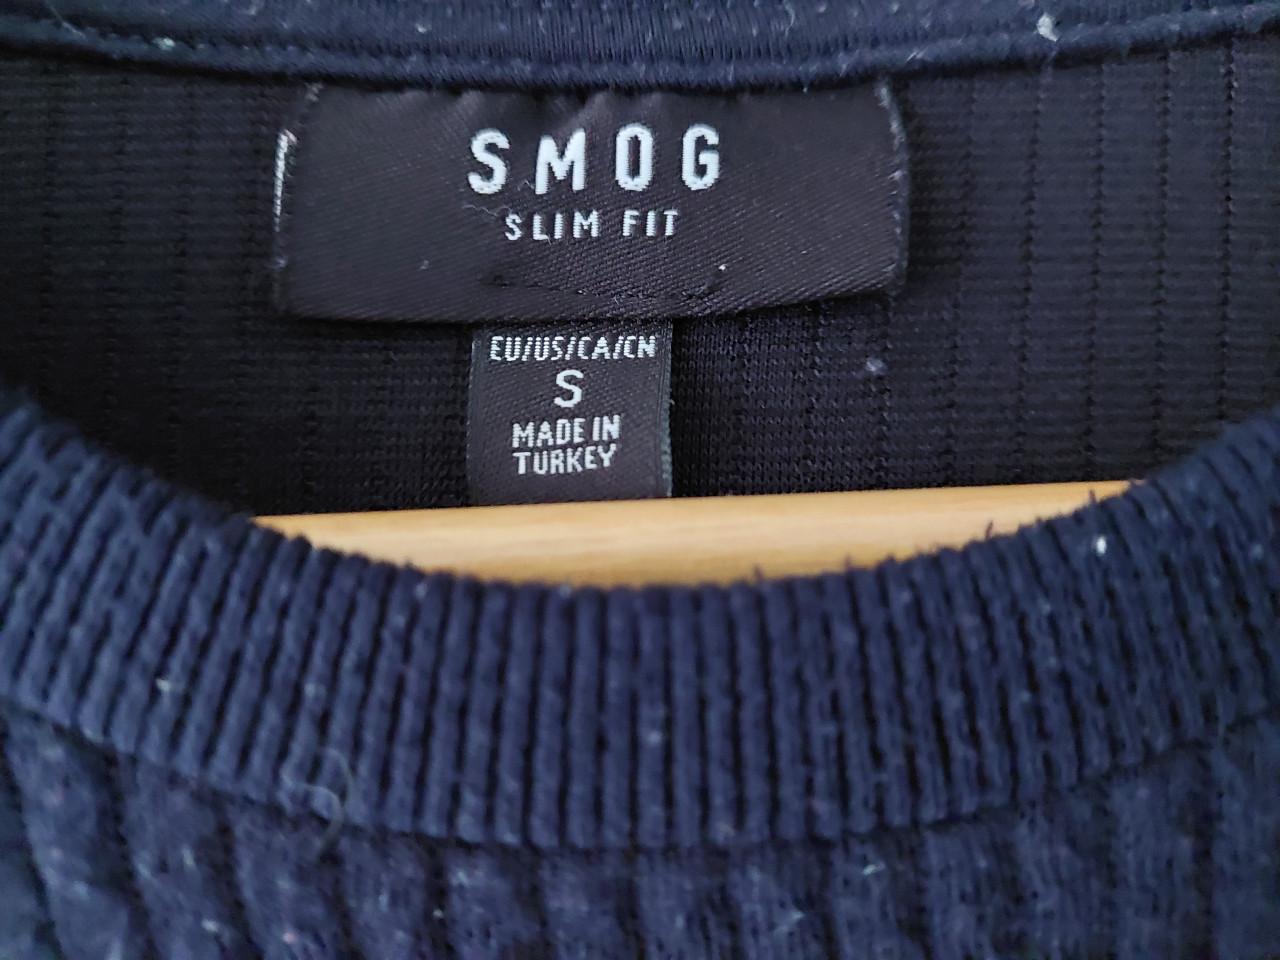 SMOG
SLIM FIT
EU/US/CA/CN
S
MADE IN
TURKEY